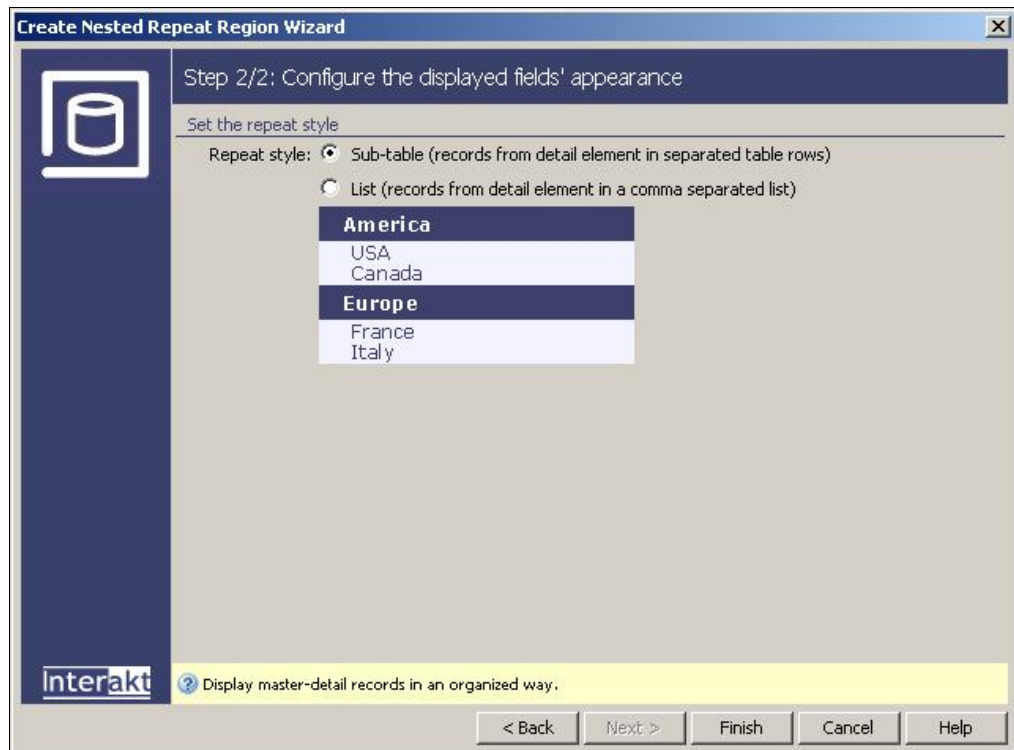 Create Nested Repeat Region Wizard
Step 2/2: Configure the displayed fields' appearance
Set the repeat style
Repeat style: Sub-table (records from detail element in separated table rows)
List (records from detail element in a comma separated list)
America
USA
Canada
Europe
France
Italy
Interakt
Display master-detail records in an organized way.
< Back Next > Finish Cancel Help